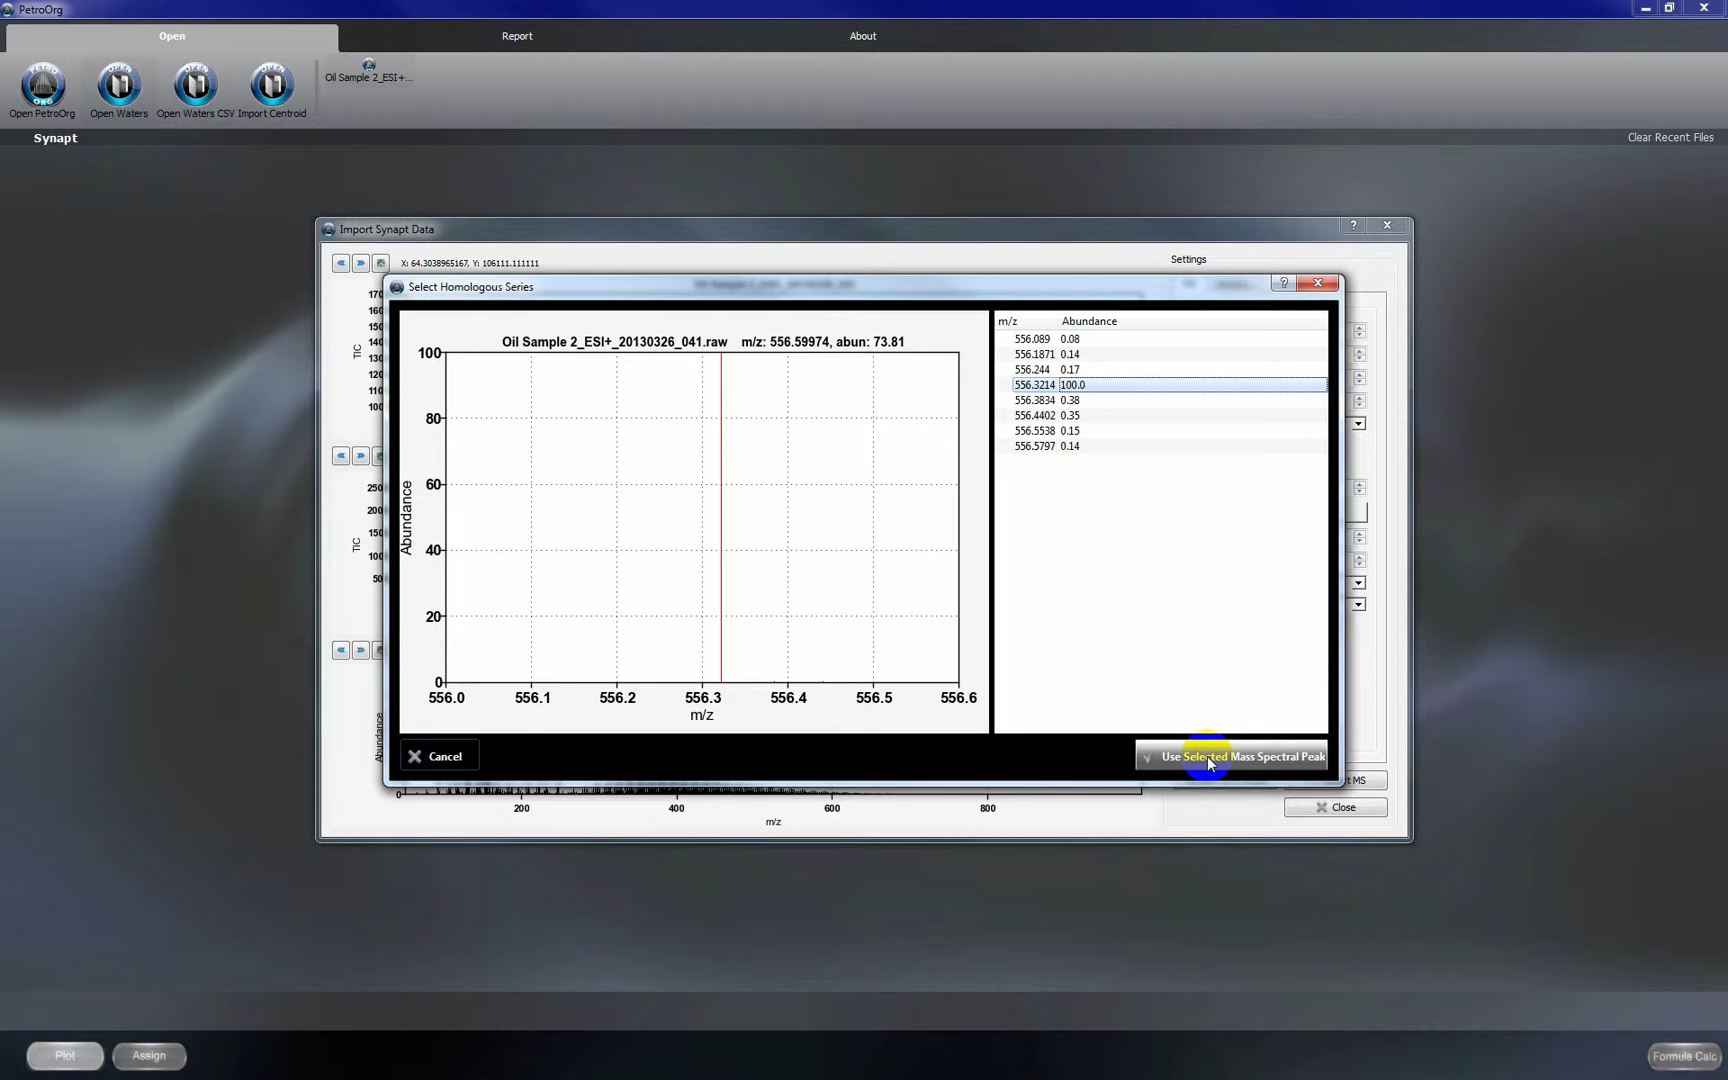 PetroOrg
Open Report About
Open PetroOrg Open Waters Open Waters CSV Import Centroid Oil Sample 2_ESI+...
Synapt Clear Recent Files
Import Synapt Data
X: 64.3038965167, Y: 106111.111111 Settings
Select Homologous Series
Oil Sample 2_ESI+_20130326_041.raw m/z: 556.59974, abun: 73.81
m/z Abundance
556.089 0.08
556.1871 0.14
556.244 0.17
556.3214 100.0
556.3834 0.38
556.4402 0.35
556.5538 0.15
556.5797 0.14
100
80
60
40
20
0
Abundance
556.0 556.1 556.2 556.3 556.4 556.5 556.6
m/z
Cancel Use Selected Mass Spectral Peak
TIC
TIC
Abundance
0
200 400 600 800
m/z
MS
Close
Plot Assign Formula Calc